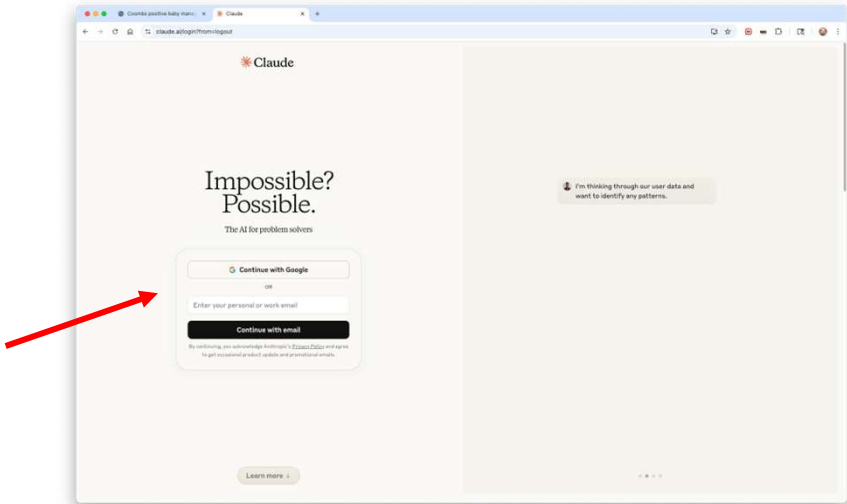 Coombs positive baby mana
Claude
claude.ai/login?from=logout
Claude
Impossible?
Possible.
The AI for problem solvers
Continue with Google
OR
Enter your personal or work email
Continue with email
By continuing, you acknowledge Anthropic's Privacy Policy and agree
to get occasional product update and promotional emails.
Learn more ↓
I'm thinking through our user data and
want to identify any patterns.